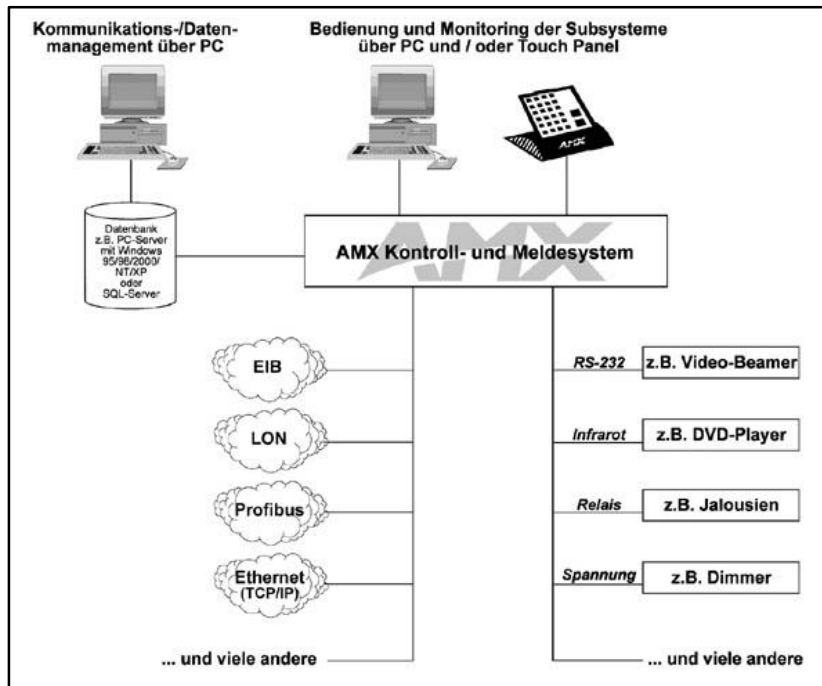 Kommunikations-/Daten-
management über PC
Bedienung und Monitoring der Subsysteme
über PC und / oder Touch Panel
AMX
Datenbank
z.B. PC-Server
mit Windows
95/98/2000/
NT/XP
oder
SQL-Server
AMX
AMX Kontroll- und Meldesystem
EIB
LON
Profibus
Ethernet
(TCP/IP)
... und viele andere
RS-232
z.B. Video-Beamer
Infrarot
z.B. DVD-Player
Relais
z.B. Jalousien
Spannung
z.B. Dimmer
... und viele andere